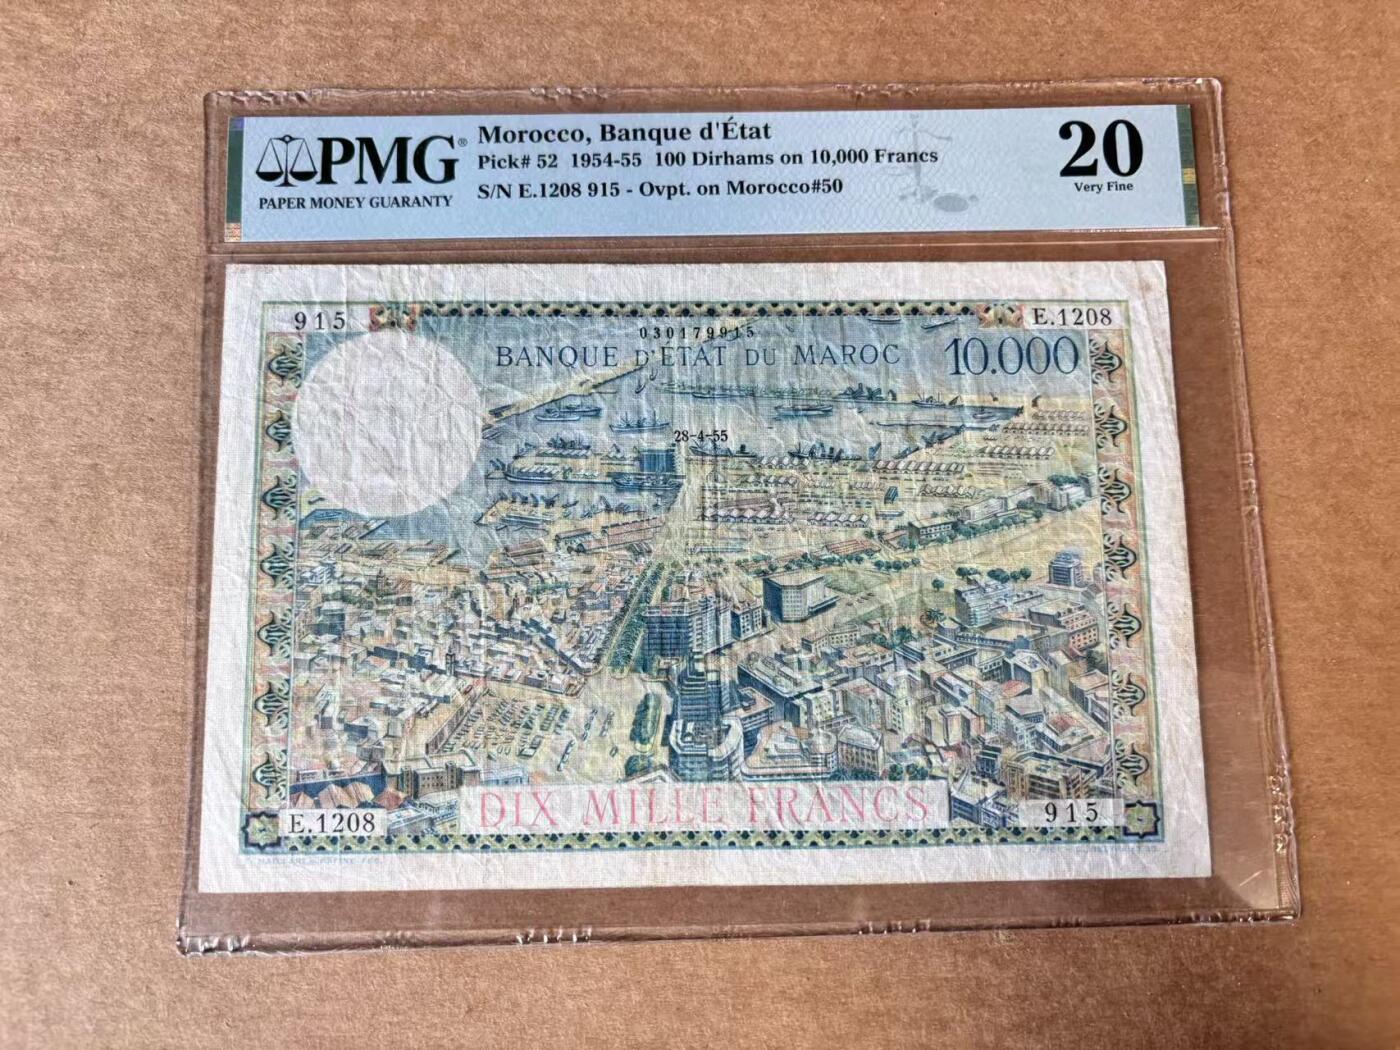 PMG®
PAPER MONEY GUARANTY
Morocco, Banque d'État
Pick# 52 1954-55 100 Dirhams on 10,000 Francs
S/N E.1208 915 - Ovpt. on Morocco#50
20
Very Fine
915
E.1208
030179915
BANQUE D'ÉTAT DU MAROC
10.000
28-4-55
DIX MILLE FRANCS
E.1208
915